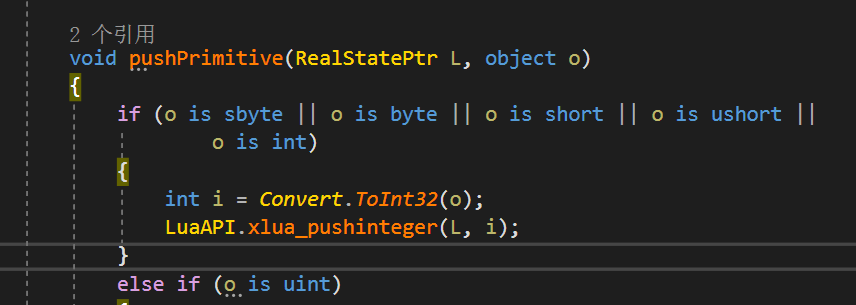 2 个引用
void pushPrimitive(RealStatePtr L, object o)
{
if (o is sbyte || o is byte || o is short || o is ushort ||
o is int)
{
int i = Convert.ToInt32(o);
LuaAPI.xlua_pushinteger(L, i);
}
else if (o is uint)
{